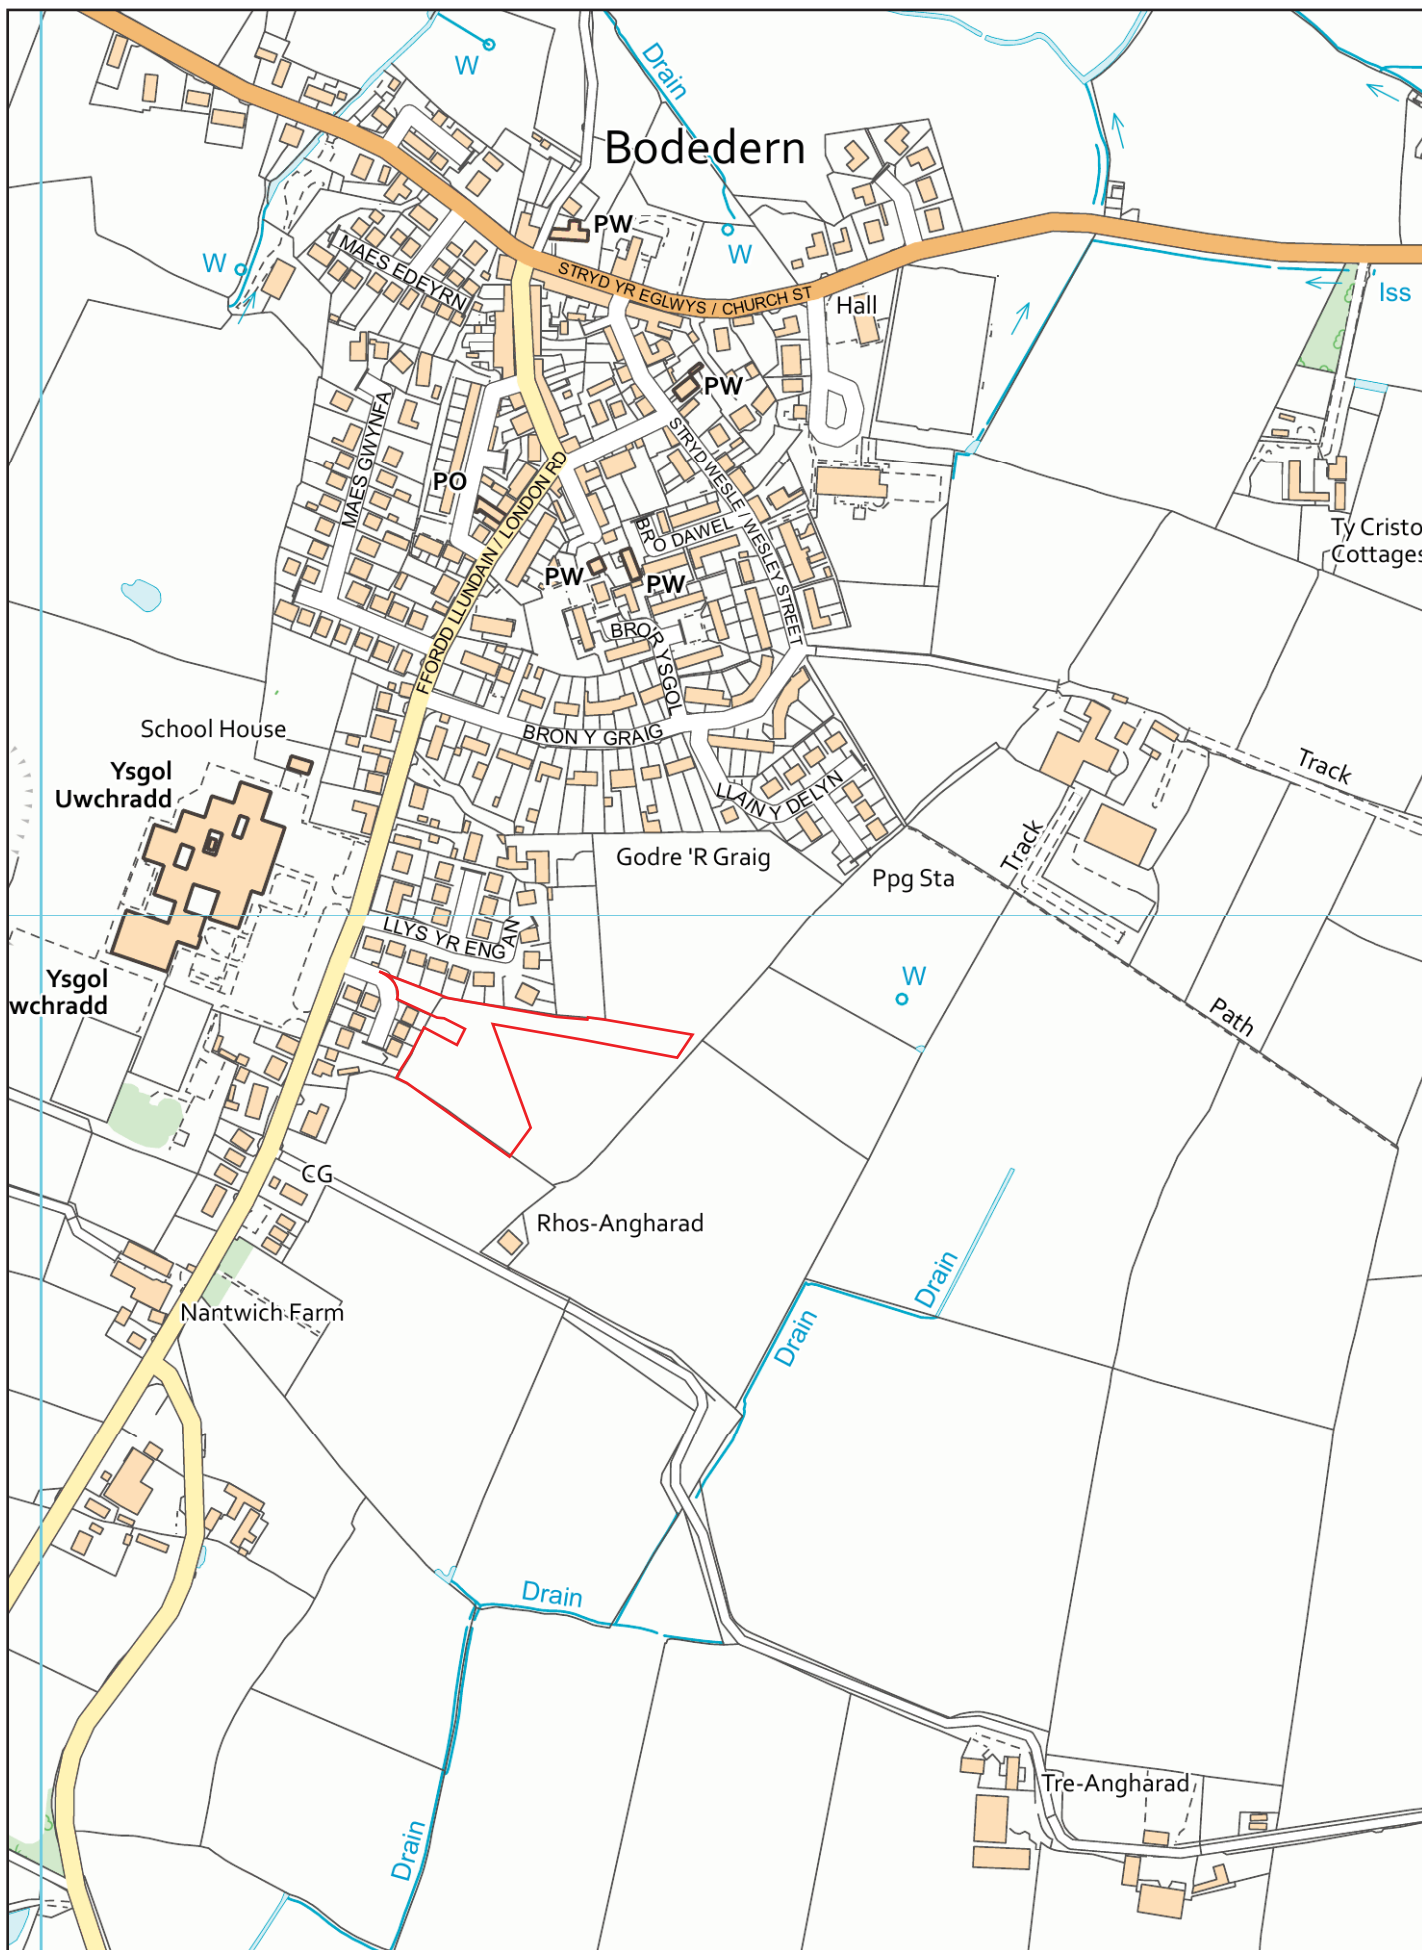 W
Drain
Bodedern
PW
W
W
MAES EDEYRN
STRYD YR EGLWYS / CHURCH ST
Hall
Iss
PW
MAES GWYNFA
STRYD WESLE / WESLEY STREET
PO
FFORDD LLUNDAIN / LONDON RD
BRO DAWEL
Ty Cristo
Cottages
PW
PW
BRO'R YSGOL
School House
BRON Y GRAIG
Ysgol
Uwchradd
Track
LLAIN Y DELYN
Track
Godre 'R Graig
Ppg Sta
LLYS YR ENGAN
Ysgol
wchradd
W
Path
CG
Rhos-Angharad
Drain
Nantwich Farm
Drain
Drain
Tre-Angharad
Drain